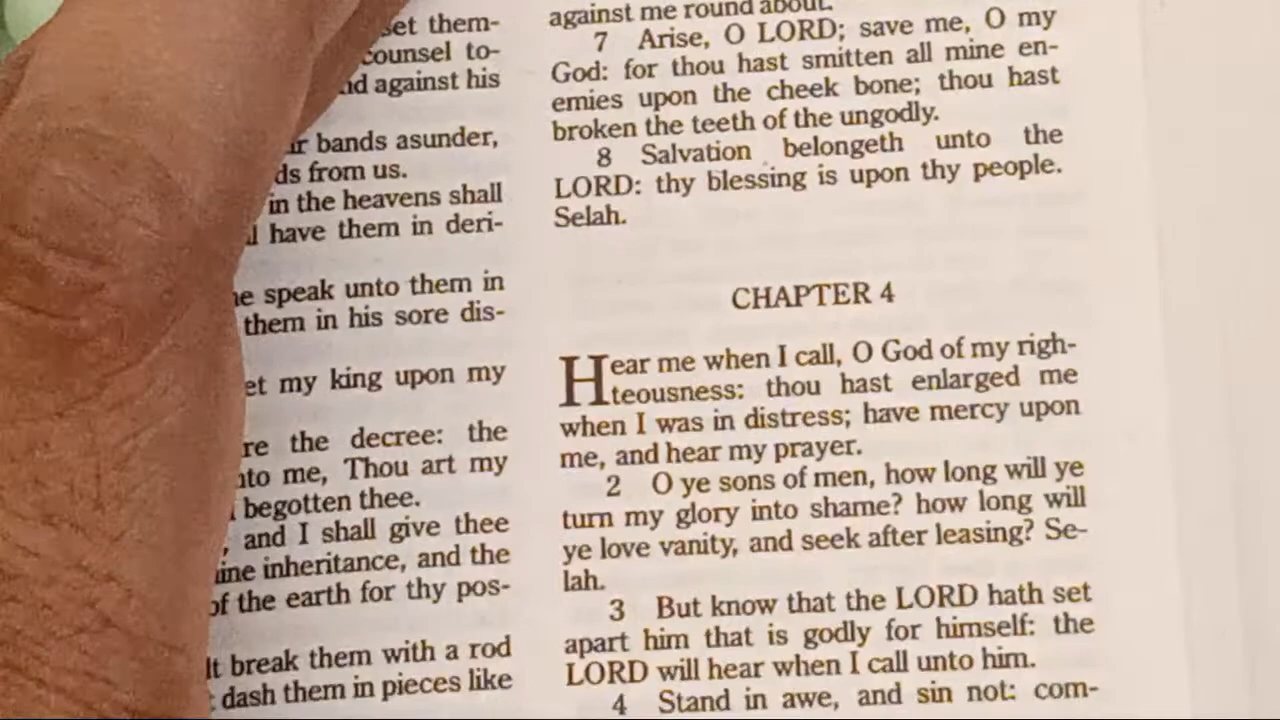 set them-
counsel to-
against his
bands asunder,
from us.
in the heavens shall
have them in deri-
speak unto them in
them in his sore dis-
my king upon my
the decree: the
me, Thou art my
begotten thee.
, and I shall give thee
inheritance, and the
of the earth for thy pos-
break them with a rod
dash them in pieces like
against me round about.
7 Arise, O LORD; save me, O my
God: for thou hast smitten all mine en-
emies upon the cheek bone; thou hast
broken the teeth of the ungodly.
8 Salvation belongeth unto the
LORD: thy blessing is upon thy people.
Selah.
CHAPTER 4
Hear me when I call, O God of my righ-
teousness: thou hast enlarged me
when I was in distress; have mercy upon
me, and hear my prayer.
2 O ye sons of men, how long will ye
turn my glory into shame? how long will
ye love vanity, and seek after leasing? Se-
lah.
3 But know that the LORD hath set
apart him that is godly for himself: the
LORD will hear when I call unto him.
4 Stand in awe, and sin not: com-